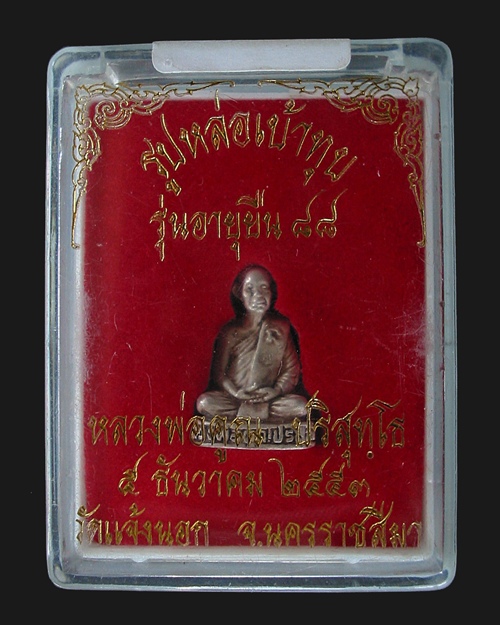 รูปหล่อเบ้าทุบ
รุ่นอายุยืน ๘๘
หลวงพ่อคูณ ปริสุทฺโธ
๕ ธันวาคม ๒๕๕๓
วัดแจ้งนอก จ.นครราชสีมา